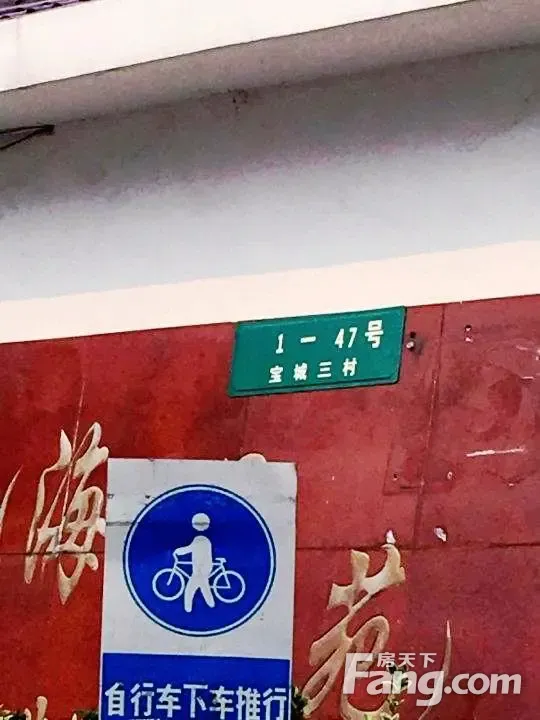 1－47号
宝城三村
海
苑
自行车下车推行
房天下
Fang.com